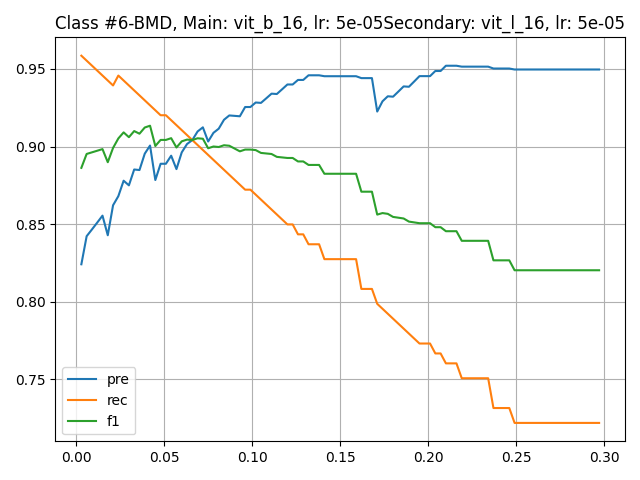 Class #6-BMD, Main: vit_b_16, lr: 5e-05Secondary: vit_l_16, lr: 5e-05
0.95
0.90
0.85
0.80
0.75
pre
rec
f1
0.00 0.05 0.10 0.15 0.20 0.25 0.30